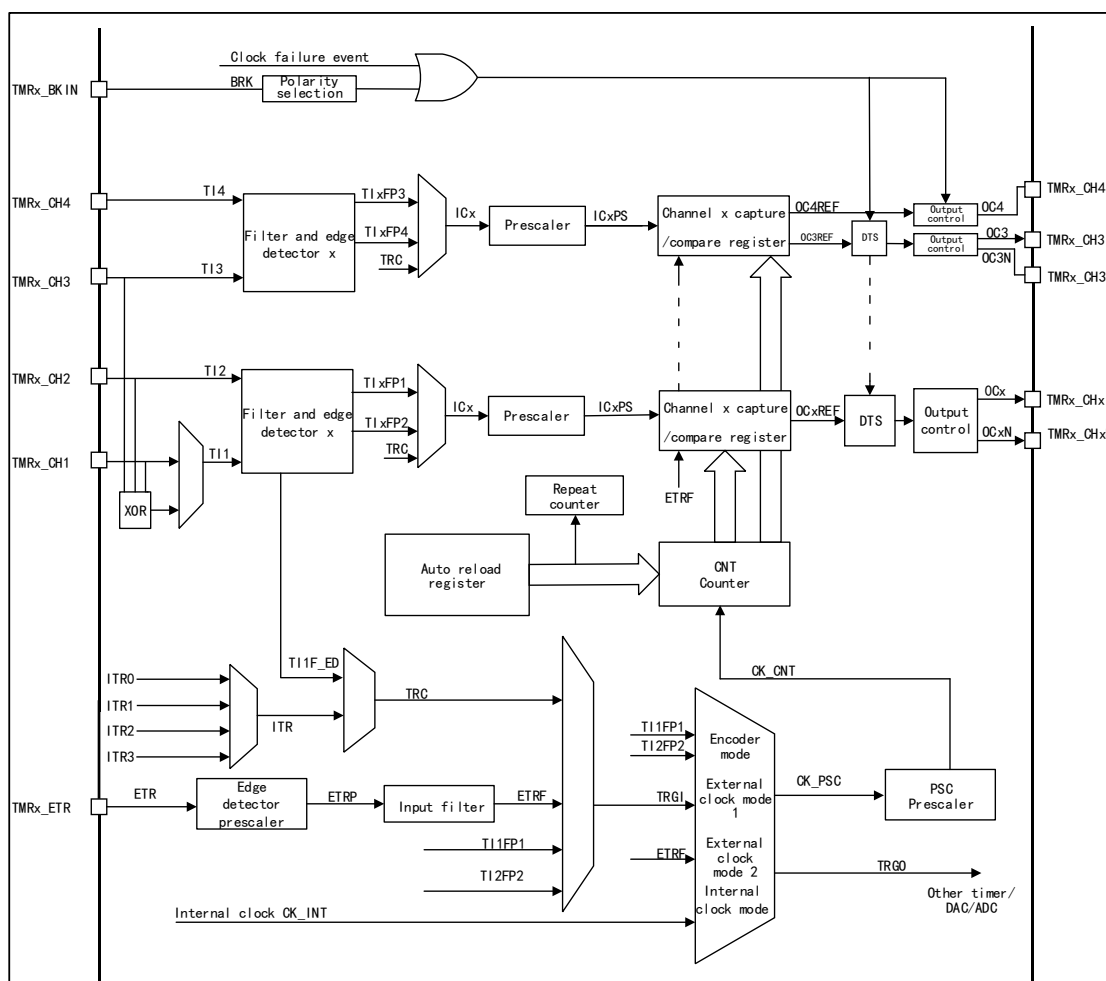 Clock failure event
TMRx_BKIN
BRK
Polarity
selection
TMRx_CH4
TI4
Filter and edge
detector x
TIxFP3
TIxFP4
TRC
ICx
Prescaler
ICxPS
Channel x capture
/compare register
OC4REF
OC3REF
DTS
Output
control
OC4
TMRx_CH4
Output
control
OC3
OC3N
TMRx_CH3
TMRx_CH3
TMRx_CH3
TI3
TMRx_CH2
TI2
Filter and edge
detector x
TIxFP1
TIxFP2
TRC
ICx
Prescaler
ICxPS
Channel x capture
/compare register
OCxREF
DTS
Output
control
OCx
OCxN
TMRx_CHx
TMRx_CHx
TMRx_CH1
TI1
XOR
ETRF
Repeat
counter
Auto reload
register
CNT
Counter
TI1F_ED
CK_CNT
ITR0
ITR1
ITR2
ITR3
ITR
TRC
TI1FP1
TI2FP2
Encoder
mode
External
clock mode
1
External
clock mode 2
Internal
clock mode
CK_PSC
PSC
Prescaler
TMRx_ETR
ETR
Edge
detector
prescaler
ETRP
Input filter
ETRF
TRGI
TI1FP1
TI2FP2
ETRF
TRGO
Other timer/
DAC/ADC
Internal clock CK_INT